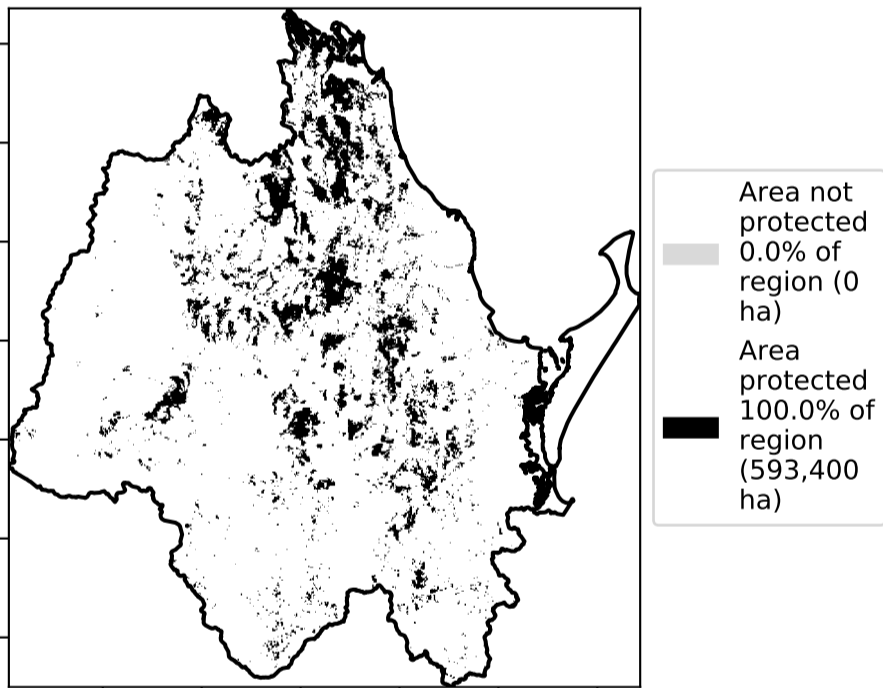 Area not
protected
0.0% of
region (0
ha)
Area
protected
100.0% of
region
(593,400
ha)